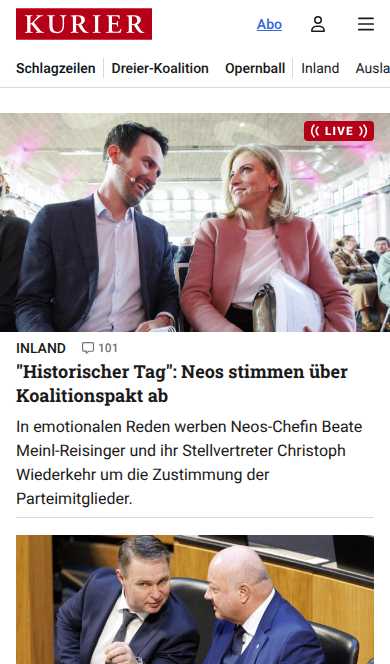 KURIER
Abo
Schlagzeilen
Dreier-Koalition
Opernball
Inland
Ausla
LIVE
INLAND
101
"Historischer Tag": Neos stimmen über
Koalitionspakt ab
In emotionalen Reden werben Neos-Chefin Beate
Meinl-Reisinger und ihr Stellvertreter Christoph
Wiederkehr um die Zustimmung der
Parteimitglieder.